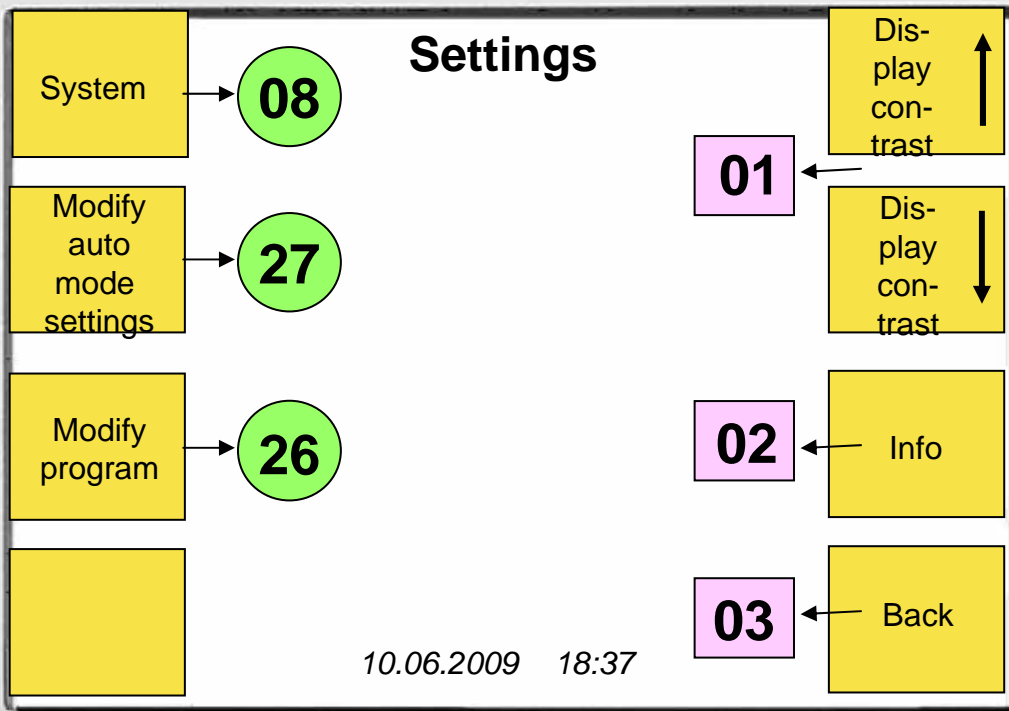 Settings
System
08
Modify
auto
mode
settings
27
Modify
program
26
Dis-
play
con-
trast
01
Dis-
play
con-
trast
02
Info
03
Back
10.06.2009 18:37